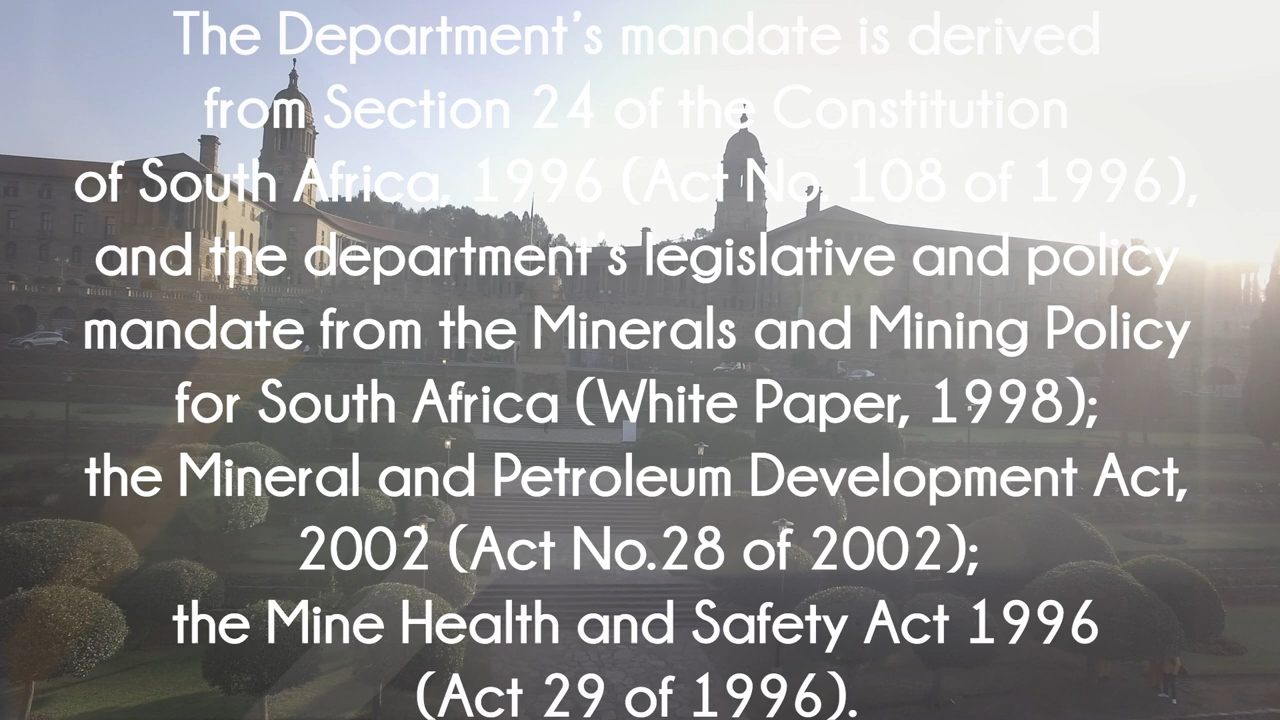 The Department’s mandate is derived
from Section 24 of the Constitution
of South Africa, 1996 (Act No. 108 of 1996),
and the department’s legislative and policy
mandate from the Minerals and Mining Policy
for South Africa (White Paper, 1998);
the Mineral and Petroleum Development Act,
2002 (Act No.28 of 2002);
the Mine Health and Safety Act 1996
(Act 29 of 1996).